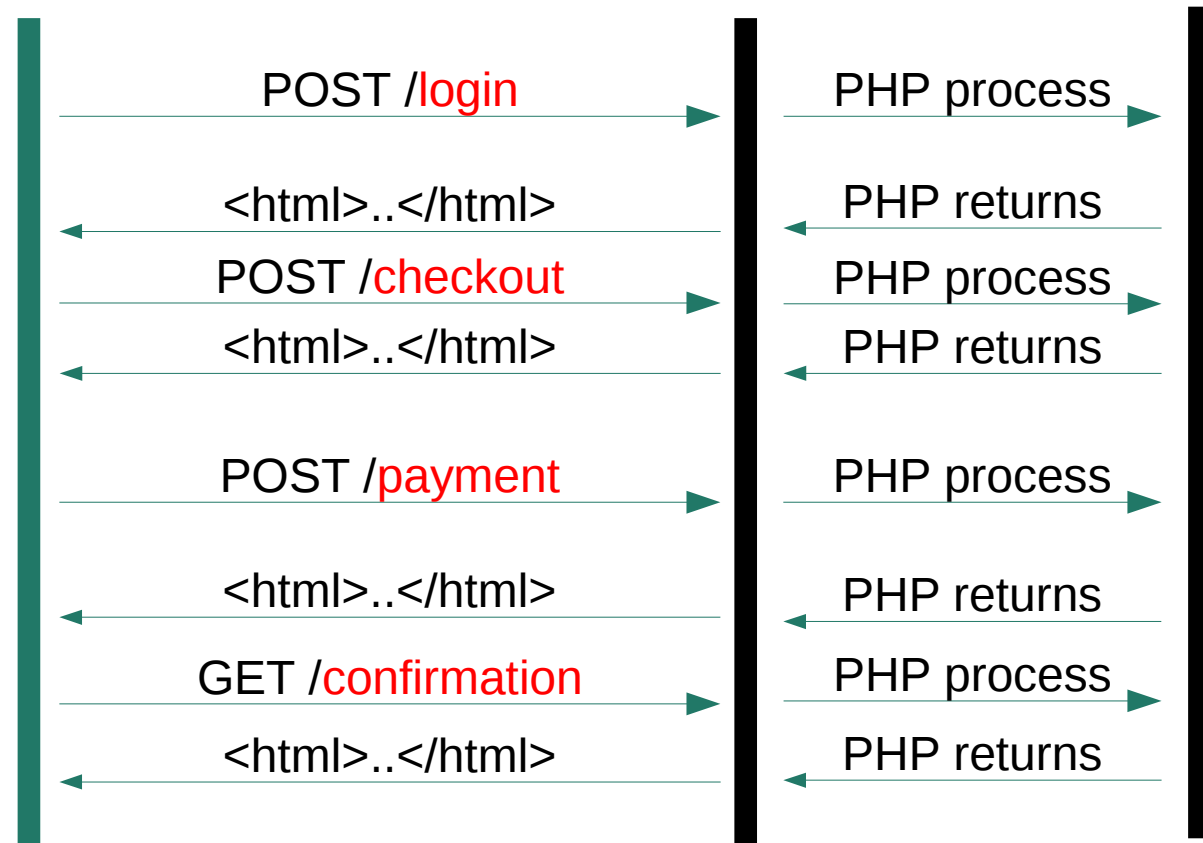 POST /login
PHP process
<html>..</html>
PHP returns
POST /checkout
PHP process
<html>..</html>
PHP returns
POST /payment
PHP process
<html>..</html>
PHP returns
GET /confirmation
PHP process
<html>..</html>
PHP returns